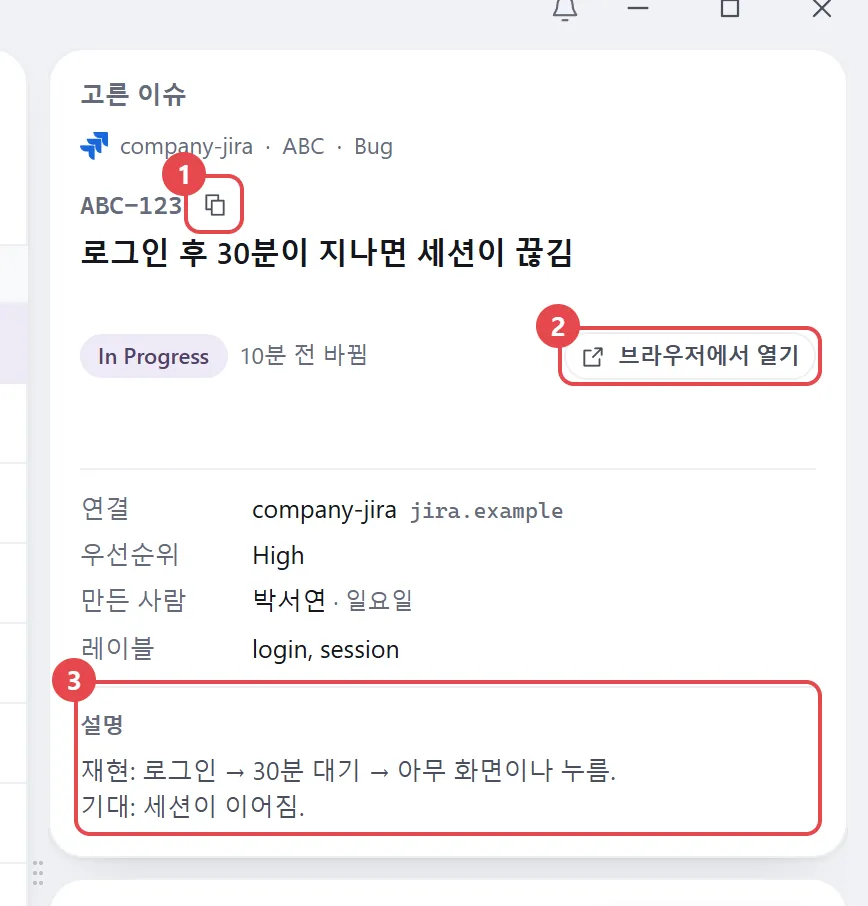 고른 이슈
company-jira · ABC · Bug
1
ABC-123
로그인 후 30분이 지나면 세션이 끊김
2
In Progress 10분 전 바뀜 브라우저에서 열기
연결 company-jira jira.example
우선순위 High
만든 사람 박서연 · 일요일
레이블 login, session
3
설명
재현: 로그인 → 30분 대기 → 아무 화면이나 누름.
기대: 세션이 이어짐.